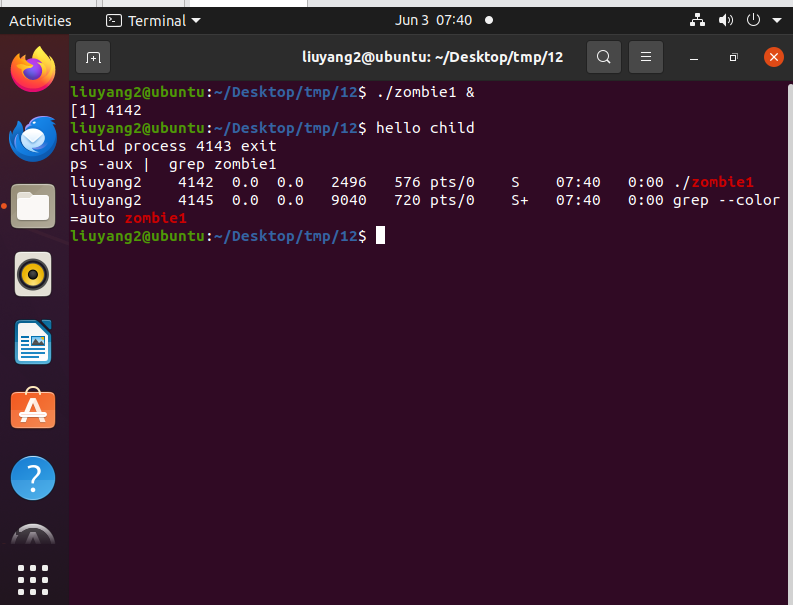 Activities Terminal Jun 3 07:40
liuyang2@ubuntu: ~/Desktop/tmp/12
liuyang2@ubuntu:~/Desktop/tmp/12$ ./zombie1 &
[1] 4142
liuyang2@ubuntu:~/Desktop/tmp/12$ hello child
child process 4143 exit
ps -aux |  grep zombie1
liuyang2    4142  0.0  0.0   2496   576 pts/0    S    07:40   0:00 ./zombie1
liuyang2    4145  0.0  0.0   9040   720 pts/0    S+   07:40   0:00 grep --color
=auto zombie1
liuyang2@ubuntu:~/Desktop/tmp/12$